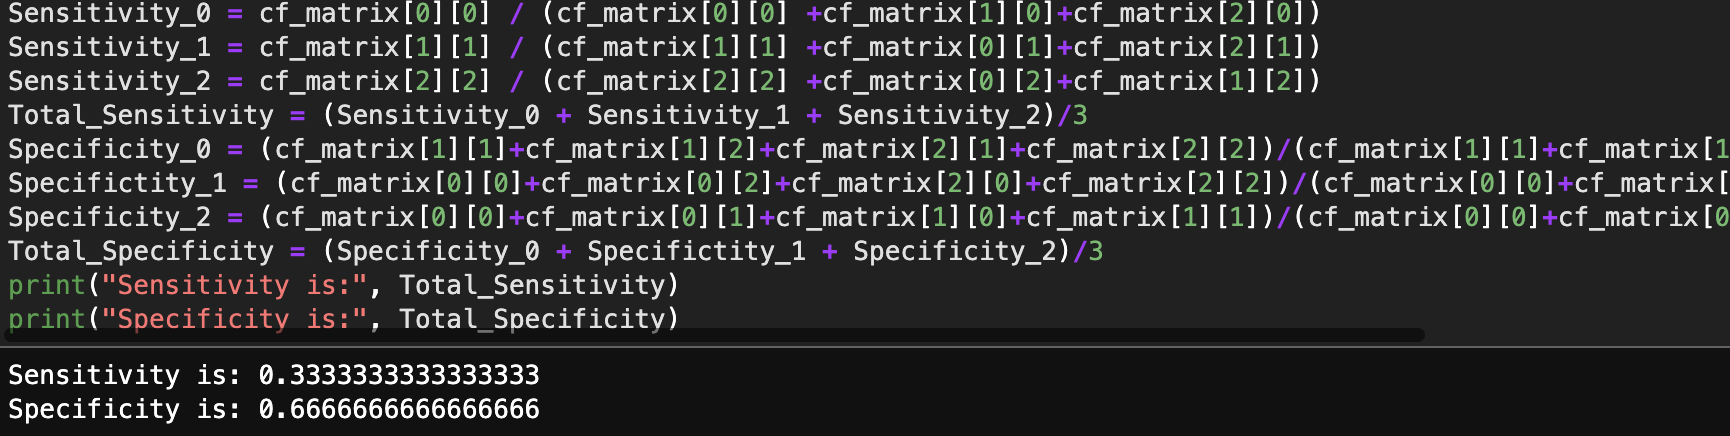 Sensitivity_0 = cf_matrix[0][0] / (cf_matrix[0][0] +cf_matrix[1][0]+cf_matrix[2][0])
Sensitivity_1 = cf_matrix[1][1] / (cf_matrix[1][1] +cf_matrix[0][1]+cf_matrix[2][1])
Sensitivity_2 = cf_matrix[2][2] / (cf_matrix[2][2] +cf_matrix[0][2]+cf_matrix[1][2])
Total_Sensitivity = (Sensitivity_0 + Sensitivity_1 + Sensitivity_2)/3
Specificity_0 = (cf_matrix[1][1]+cf_matrix[1][2]+cf_matrix[2][1]+cf_matrix[2][2])/(cf_matrix[1][1]+cf_matrix[1
Specifictity_1 = (cf_matrix[0][0]+cf_matrix[0][2]+cf_matrix[2][0]+cf_matrix[2][2])/(cf_matrix[0][0]+cf_matrix[
Specificity_2 = (cf_matrix[0][0]+cf_matrix[0][1]+cf_matrix[1][0]+cf_matrix[1][1])/(cf_matrix[0][0]+cf_matrix[0
Total_Specificity = (Specificity_0 + Specifictity_1 + Specificity_2)/3
print("Sensitivity is:", Total_Sensitivity)
print("Specificity is:", Total_Specificity)
Sensitivity is: 0.3333333333333333
Specificity is: 0.6666666666666666